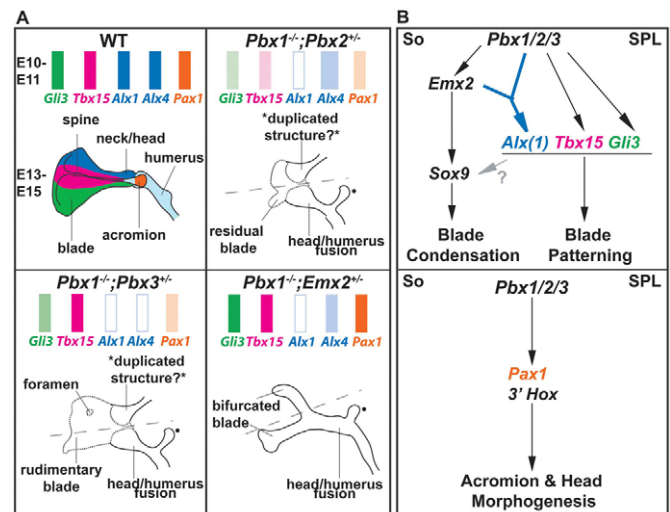 A
WT
E10-
E11
Gli3 Tbx15 Alx1 Alx4 Pax1
spine
neck/head
humerus
E13-
E15
blade
acromion
Pbx1-/-;Pbx2+/-
Gli3 Tbx15 Alx1 Alx4 Pax1
*duplicated
structure?*
residual
blade
head/humerus
fusion
Pbx1-/-;Pbx3+/-
Gli3 Tbx15 Alx1 Alx4 Pax1
*duplicated
structure?*
foramen
rudimentary
blade
head/humerus
fusion
Pbx1-/-;Emx2+/-
Gli3 Tbx15 Alx1 Alx4 Pax1
bifurcated
blade
head/humerus
fusion
B
So Pbx1/2/3 SPL
Emx2
Alx(1) Tbx15 Gli3
Sox9
?
Blade
Condensation
Blade
Patterning
So SPL
Pbx1/2/3
Pax1
3' Hox
Acromion & Head
Morphogenesis